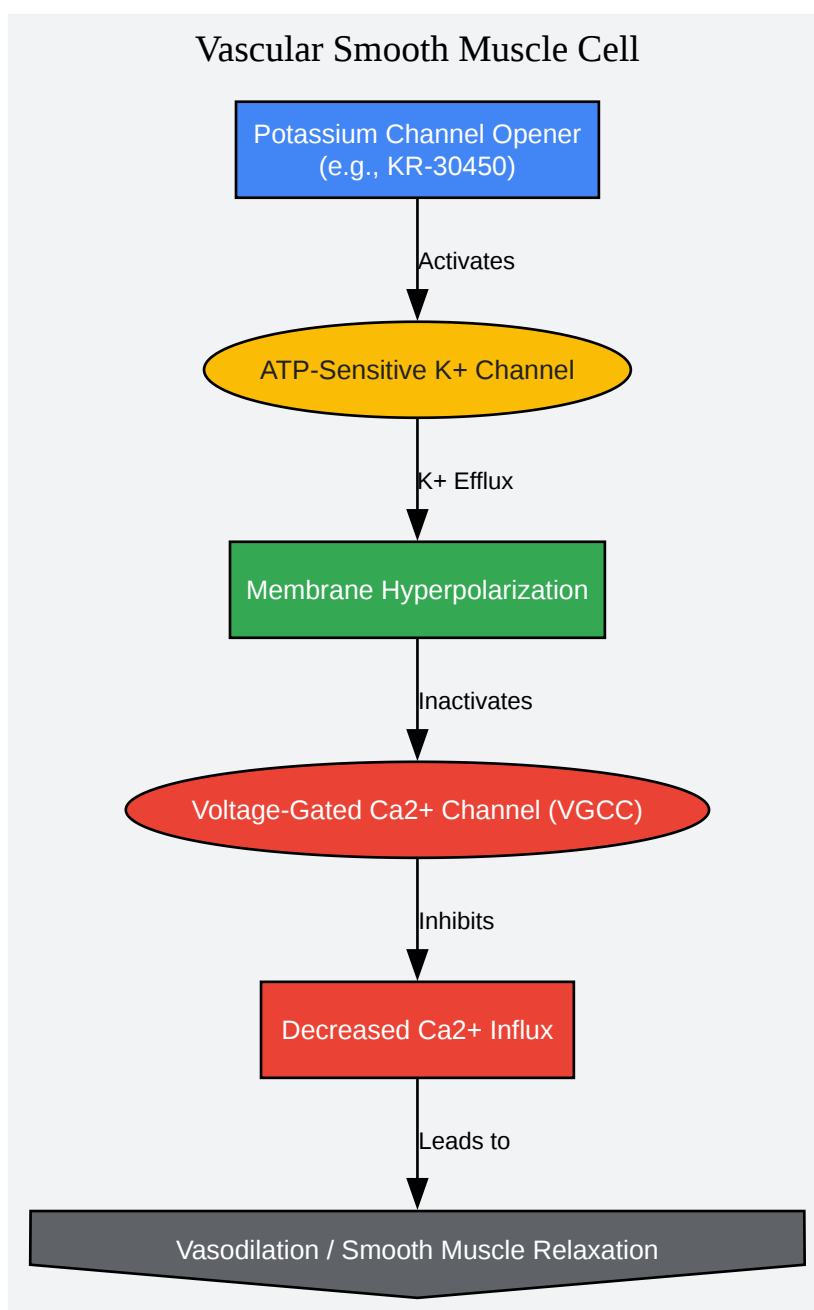 Vascular Smooth Muscle Cell
Potassium Channel Opener
(e.g., KR-30450)
Activates
ATP-Sensitive K+ Channel
K+ Efflux
Membrane Hyperpolarization
Inactivates
Voltage-Gated Ca2+ Channel (VGCC)
Inhibits
Decreased Ca2+ Influx
Leads to
Vasodilation / Smooth Muscle Relaxation